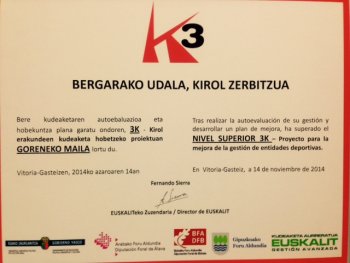 K3
BERGARAKO UDALA, KIROL ZERBITZUA
Bere kudeaketaren autoebaluazioa eta
hobekuntza plana garatu ondoren, 3K - Kirol
erakundeen kudeaketa hobetzeko proiektuan
GORENEKO MAILA lortu du.
Tras realizar la autoevaluación de su gestión y
desarrollar un plan de mejora, ha superado el
NIVEL SUPERIOR 3K – Proyecto para la
mejora de la gestión de entidades deportivas.
Vitoria-Gasteizen, 2014ko azaroaren 14an
En Vitoria-Gasteiz, a 14 de noviembre de 2014
Fernando Sierra
EUSKALITeko Zuzendaria / Director de EUSKALIT
EUSKO JAURLARITZA
GOBIERNO VASCO
Arabako Foru Aldundia
Diputación Foral de Álava
BFA
DFB
Gipuzkoako
Foru Aldundia
KUDEAKETA AURRERATUA
EUSKALIT
GESTIÓN AVANZADA